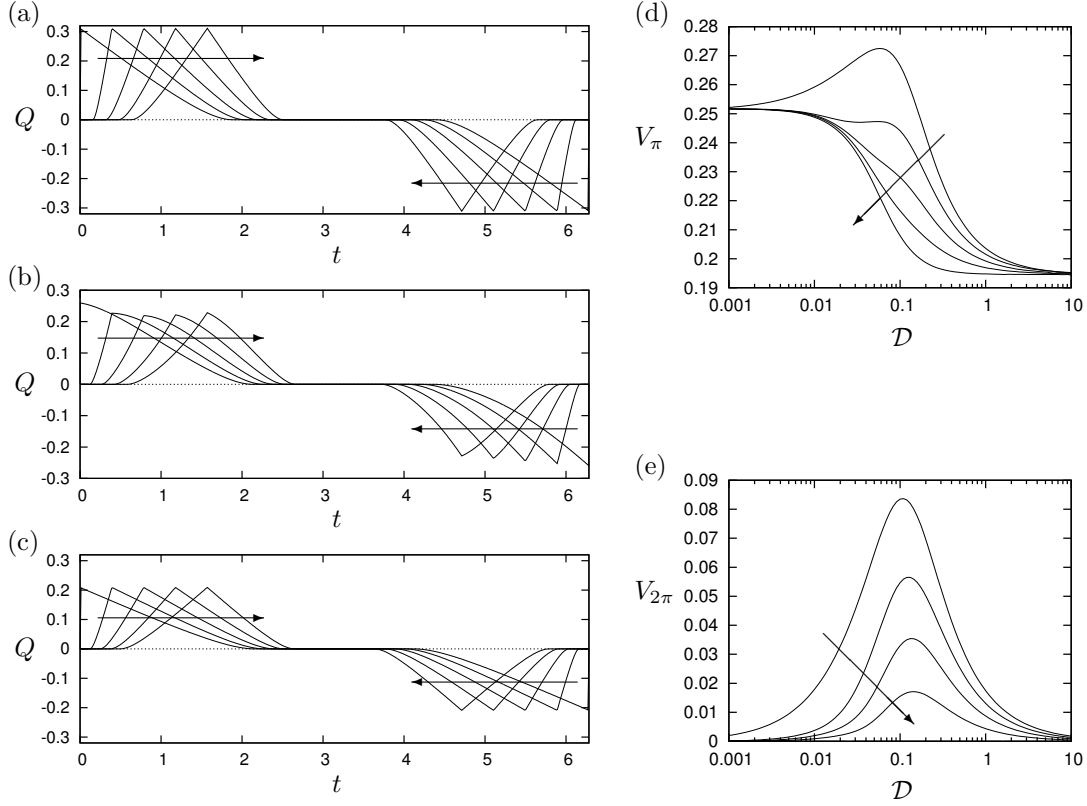 (a)
0.3
0.2
0.1
0
-0.1
-0.2
-0.3
Q
0 1 2 3 4 5 6
t
(b)
0.3
0.2
0.1
0
-0.1
-0.2
-0.3
Q
0 1 2 3 4 5 6
t
(c)
0.3
0.2
0.1
0
-0.1
-0.2
-0.3
Q
0 1 2 3 4 5 6
t
(d)
0.28
0.27
0.26
0.25
0.24
0.23
0.22
0.21
0.2
0.19
V_π
0.001 0.01 0.1 1 10
𝒟
(e)
0.09
0.08
0.07
0.06
0.05
0.04
0.03
0.02
0.01
0
V_{2π}
0.001 0.01 0.1 1 10
𝒟